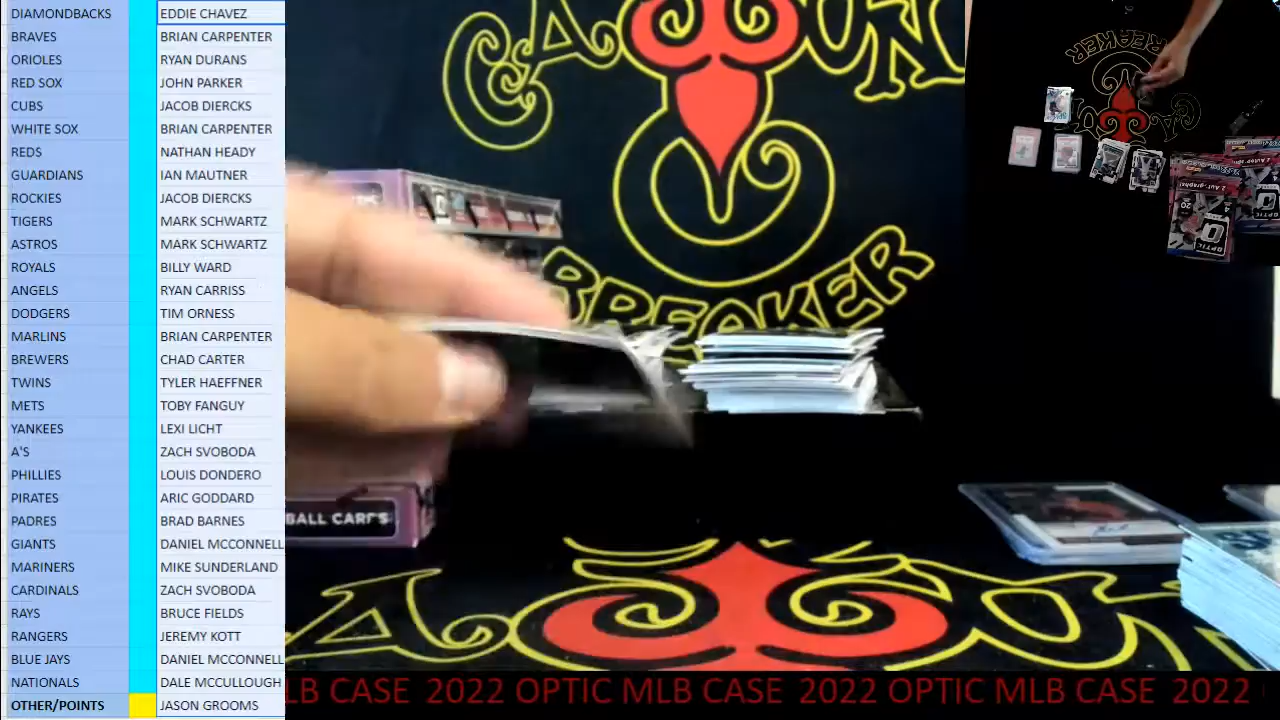 DIAMONDBACKS EDDIE CHAVEZ
BRAVES BRIAN CARPENTER
ORIOLES RYAN DURANS
RED SOX JOHN PARKER
CUBS JACOB DIERCKS
WHITE SOX BRIAN CARPENTER
REDS NATHAN HEADY
GUARDIANS IAN MAUTNER
ROCKIES JACOB DIERCKS
TIGERS MARK SCHWARTZ
ASTROS MARK SCHWARTZ
ROYALS BILLY WARD
ANGELS RYAN CARRISS
DODGERS TIM ORNESS
MARLINS BRIAN CARPENTER
BREWERS CHAD CARTER
TWINS TYLER HAEFFNER
METS TOBY FANGUY
YANKEES LEXI LICHT
A'S ZACH SVOBODA
PHILLIES LOUIS DONDERO
PIRATES ARIC GODDARD
PADRES BRAD BARNES
GIANTS DANIEL MCCONNELL
MARINERS MIKE SUNDERLAND
CARDINALS ZACH SVOBODA
RAYS BRUCE FIELDS
RANGERS JEREMY KOTT
BLUE JAYS DANIEL MCCONNELL
NATIONALS DALE MCCULLOUGH
OTHER/POINTS JASON GROOMS
BREAKER
BALL CARDS
BREAKER
OPTIC
LB CASE 2022 OPTIC MLB CASE 2022 OPTIC MLB CASE 2022